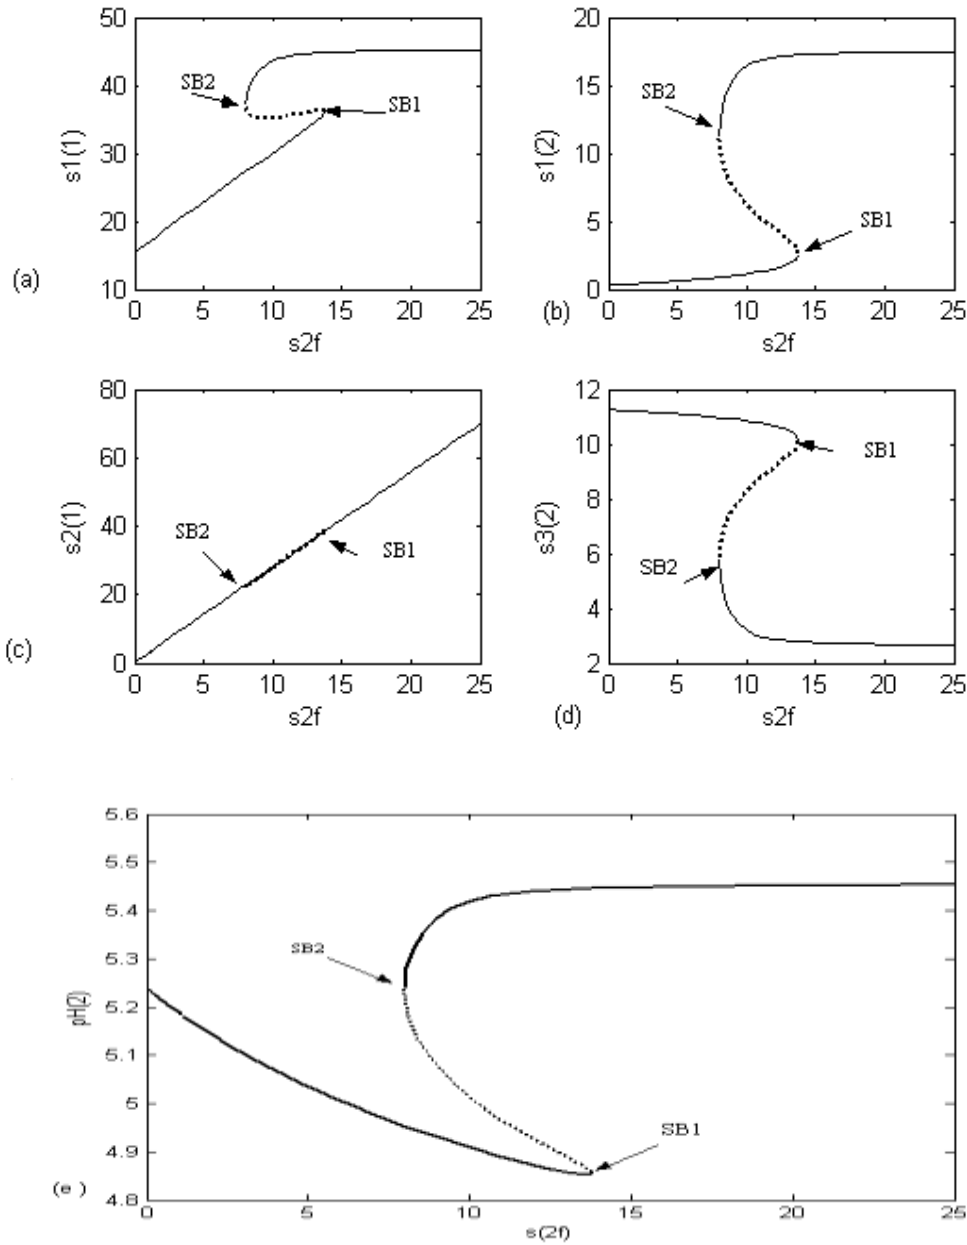 50
40
30
20
10
s1(1)
SB2
SB1
0 5 10 15 20 25
s2f
(a)
20
15
10
5
0
s1(2)
SB2
SB1
0 5 10 15 20 25
s2f
(b)
80
60
40
20
0
s2(1)
SB2
SB1
0 5 10 15 20 25
s2f
(c)
12
10
8
6
4
2
s3(2)
SB1
SB2
0 5 10 15 20 25
s2f
(d)
5.6
5.5
5.4
5.3
5.2
5.1
5
4.9
4.8
pH(2)
SB2
SB1
0 5 10 15 20 25
s(2f)
(e )